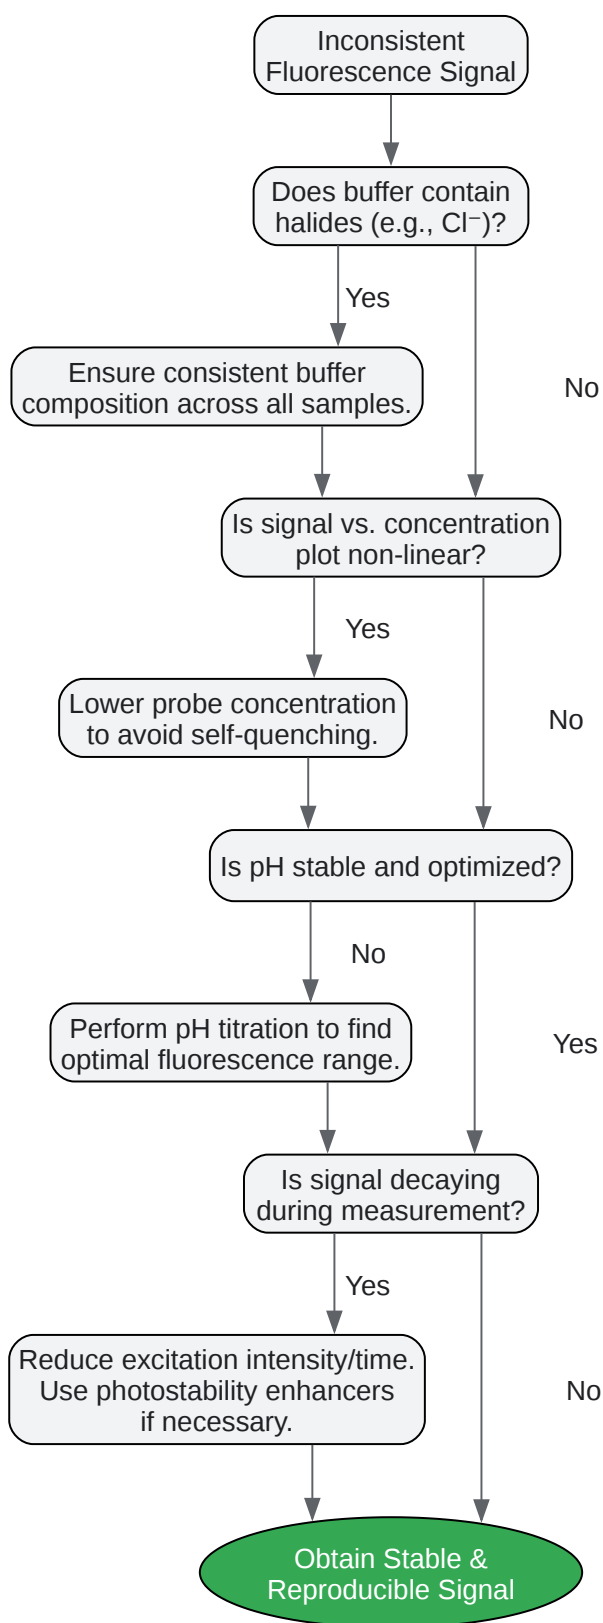 Inconsistent
Fluorescence Signal
Does buffer contain
halides (e.g., Cl⁻)?
Yes
Ensure consistent buffer
composition across all samples.
No
Is signal vs. concentration
plot non-linear?
Yes
Lower probe concentration
to avoid self-quenching.
No
Is pH stable and optimized?
No
Perform pH titration to find
optimal fluorescence range.
Yes
Is signal decaying
during measurement?
Yes
Reduce excitation intensity/time.
Use photostability enhancers
if necessary.
No
Obtain Stable &
Reproducible Signal